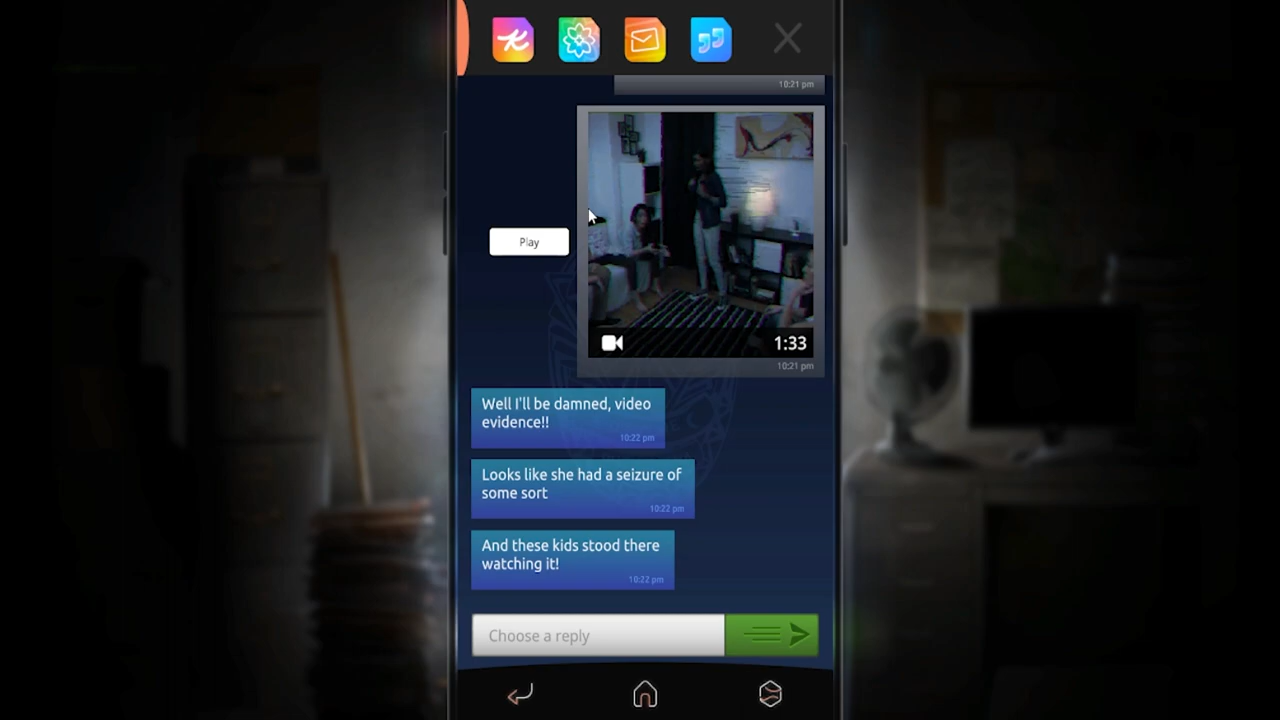 10:21 pm
Play
1:33
10:21 pm
Well I'll be damned, video
evidence!!
10:22 pm
Looks like she had a seizure of
some sort
10:22 pm
And these kids stood there
watching it!
10:22 pm
Choose a reply